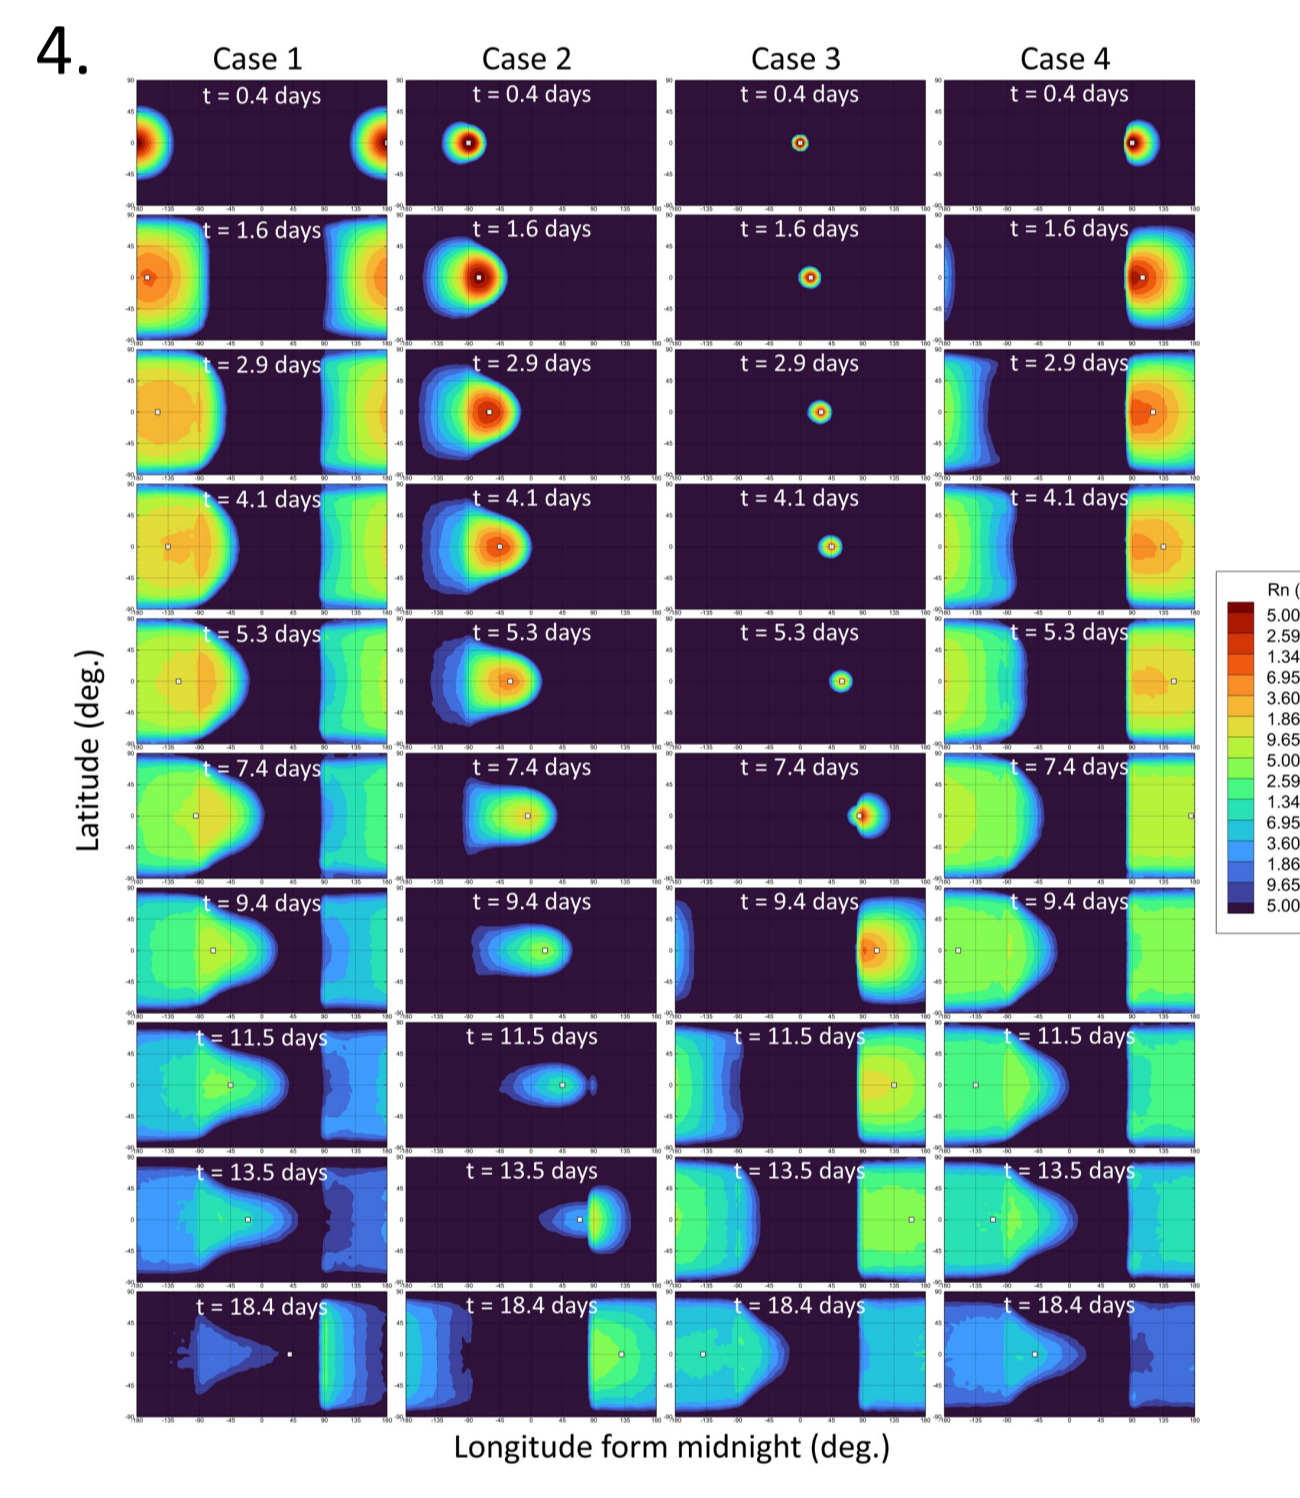 4.
Case 1 Case 2 Case 3 Case 4
t = 0.4 days t = 0.4 days t = 0.4 days t = 0.4 days
t = 1.6 days t = 1.6 days t = 1.6 days t = 1.6 days
t = 2.9 days t = 2.9 days t = 2.9 days t = 2.9 days
t = 4.1 days t = 4.1 days t = 4.1 days t = 4.1 days
t = 5.3 days t = 5.3 days t = 5.3 days t = 5.3 days
t = 7.4 days t = 7.4 days t = 7.4 days t = 7.4 days
t = 9.4 days t = 9.4 days t = 9.4 days t = 9.4 days
t = 11.5 days t = 11.5 days t = 11.5 days t = 11.5 days
t = 13.5 days t = 13.5 days t = 13.5 days t = 13.5 days
t = 18.4 days t = 18.4 days t = 18.4 days t = 18.4 days
Latitude (deg.)
Longitude form midnight (deg.)
Rn (
5.00
2.59
1.34
6.95
3.60
1.86
9.65
5.00
2.59
1.34
6.95
3.60
1.86
9.65
5.00